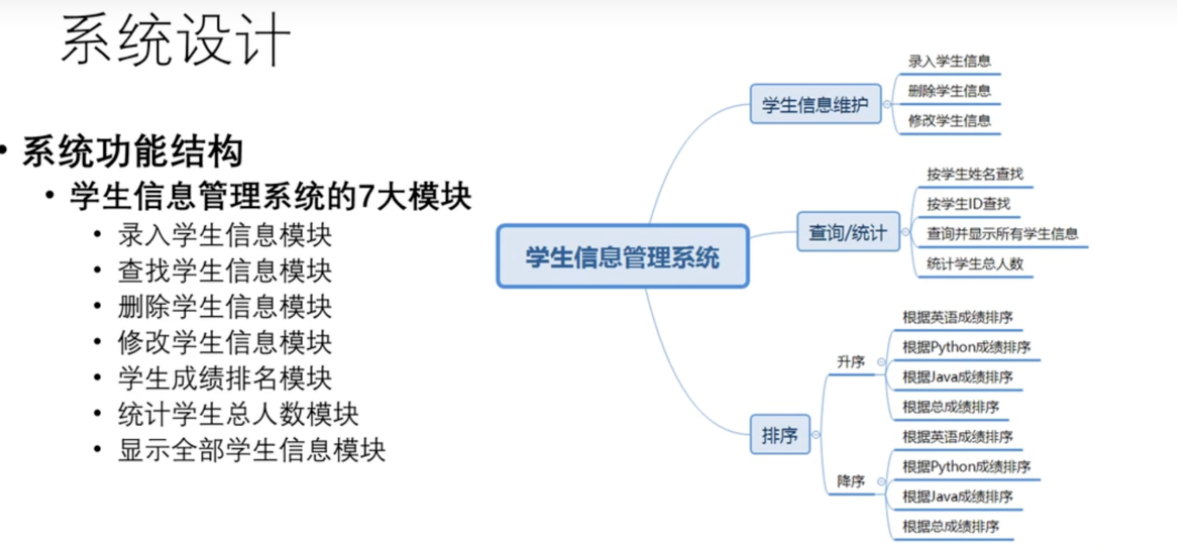 系统设计
系统功能结构
学生信息管理系统的7大模块
录入学生信息模块
查找学生信息模块
删除学生信息模块
修改学生信息模块
学生成绩排名模块
统计学生总人数模块
显示全部学生信息模块
学生信息管理系统
学生信息维护
录入学生信息
删除学生信息
修改学生信息
查询/统计
按学生姓名查找
按学生ID查找
查询并显示所有学生信息
统计学生总人数
排序
升序
根据英语成绩排序
根据Python成绩排序
根据Java成绩排序
根据总成绩排序
降序
根据英语成绩排序
根据Python成绩排序
根据Java成绩排序
根据总成绩排序